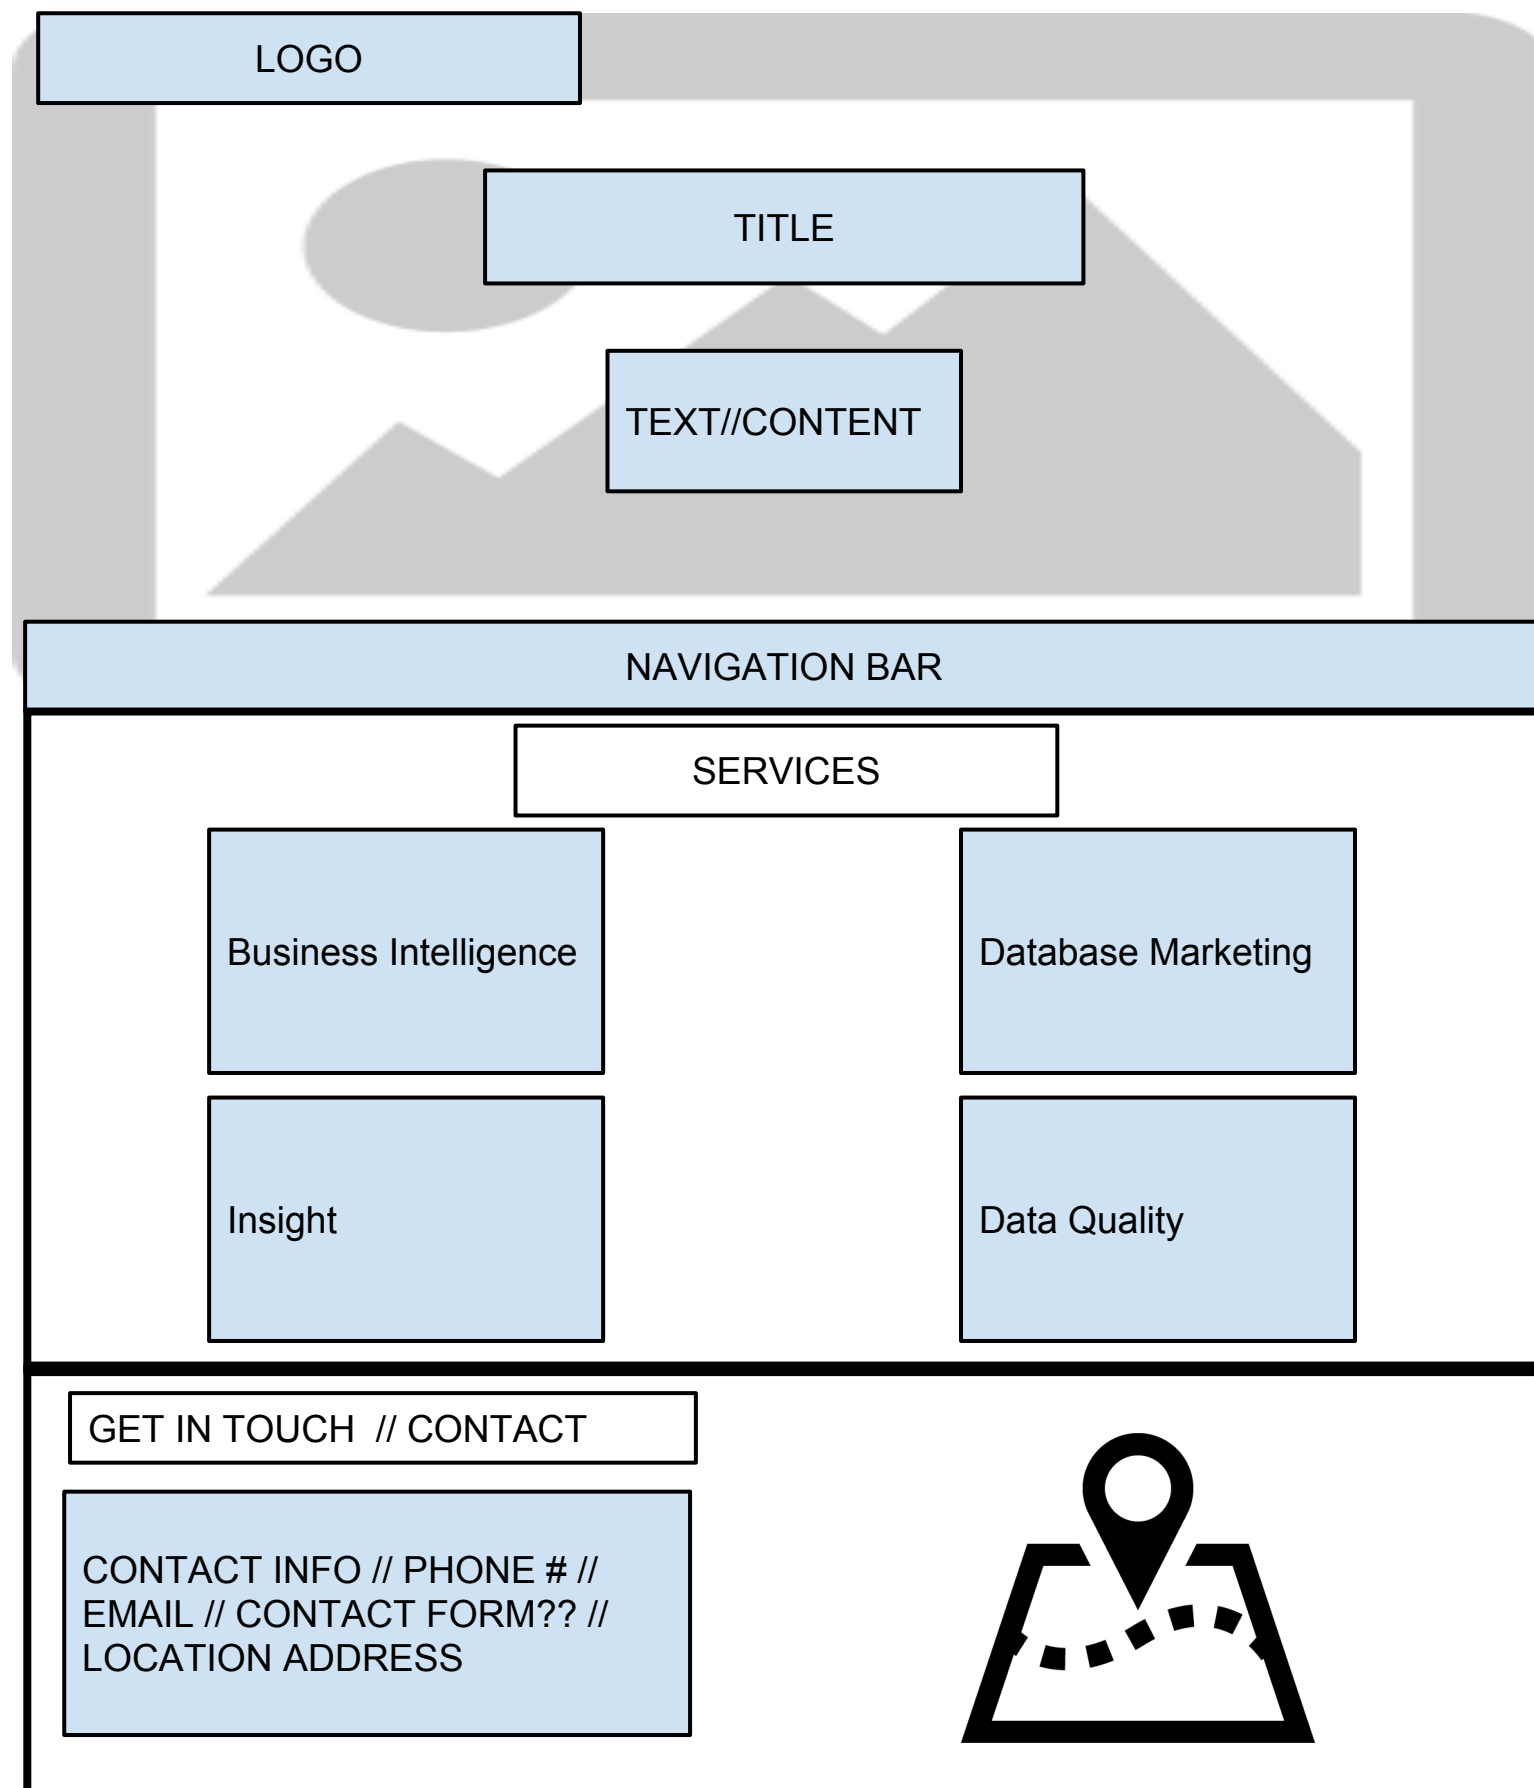 LOGO
TITLE
TEXT//CONTENT
NAVIGATION BAR
SERVICES
Business Intelligence
Database Marketing
Insight
Data Quality
GET IN TOUCH // CONTACT
CONTACT INFO // PHONE # //
EMAIL // CONTACT FORM?? //
LOCATION ADDRESS